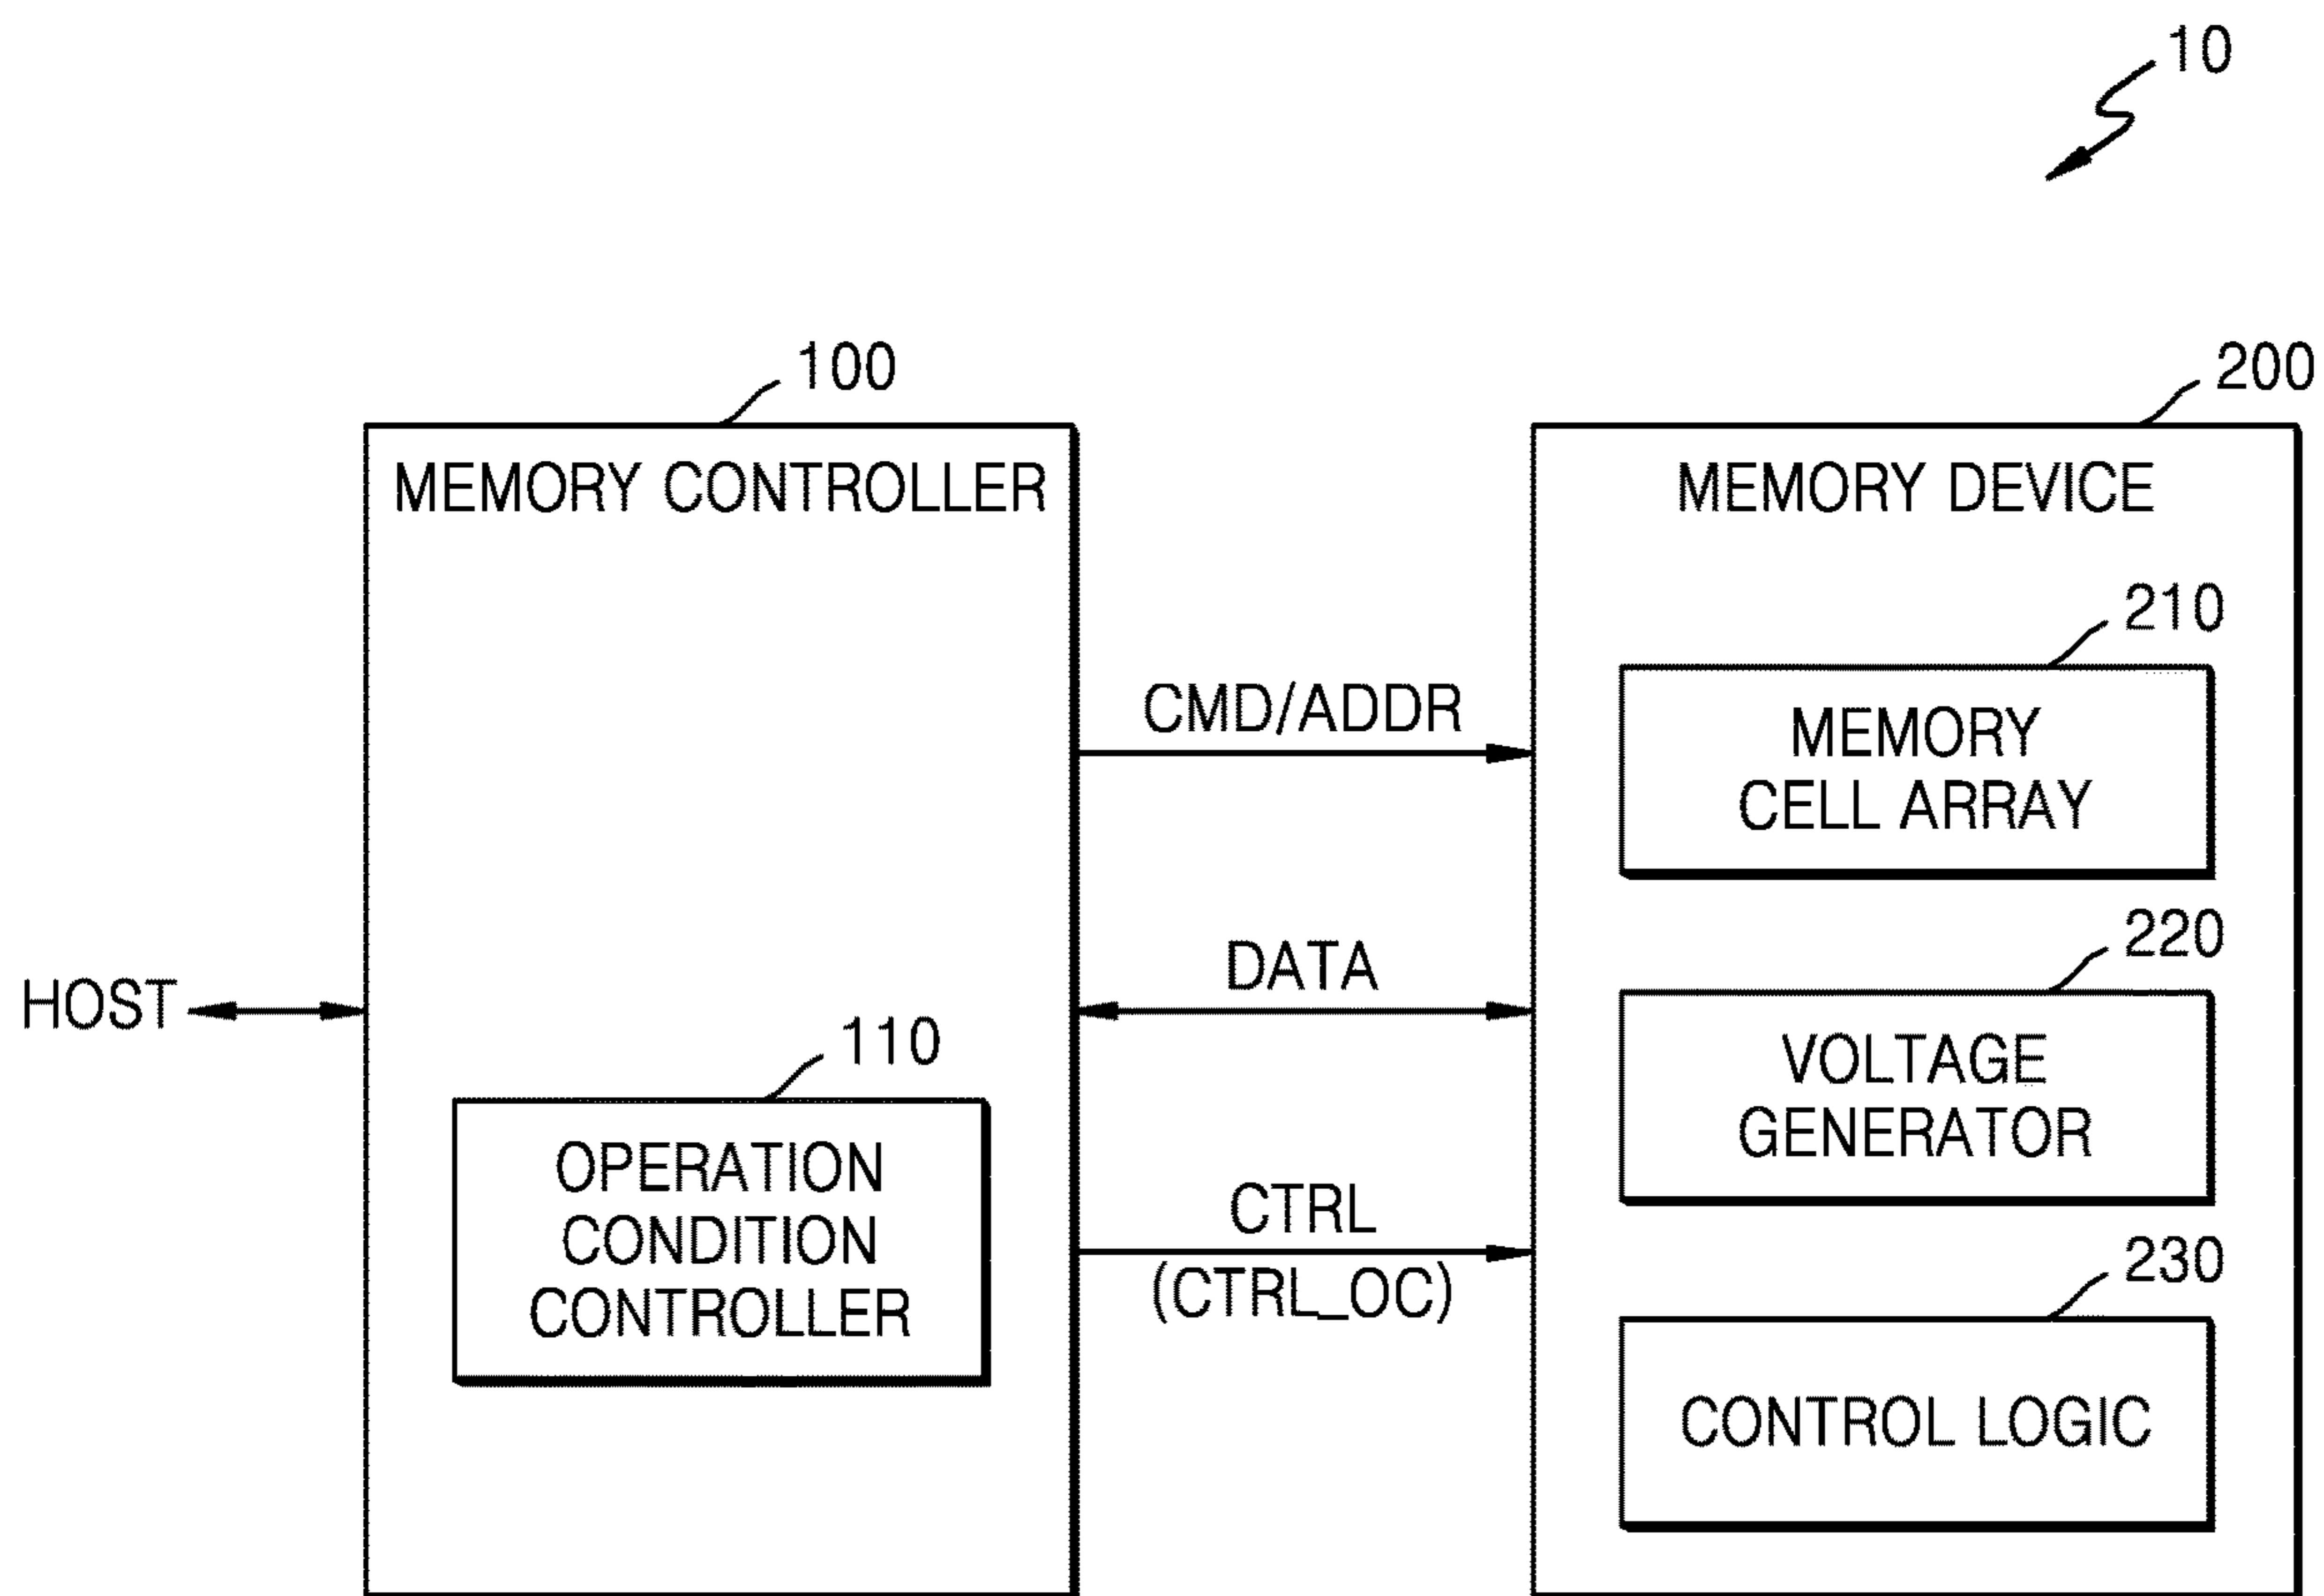 10
100
200
MEMORY CONTROLLER
MEMORY DEVICE
210
CMD/ADDR
MEMORY
CELL ARRAY
220
HOST
DATA
110
VOLTAGE
GENERATOR
OPERATION
CONDITION
CONTROLLER
CTRL
(CTRL_OC)
230
CONTROL LOGIC